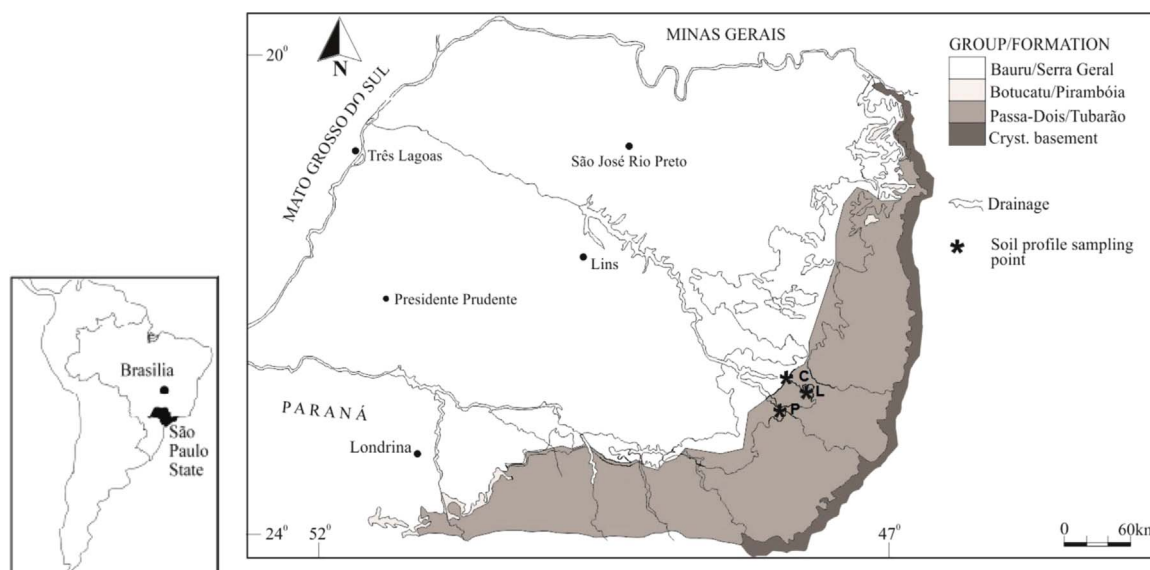 MINAS GERAIS
20°
N
MATO GROSSO DO SUL
Três Lagoas
São José Rio Preto
Lins
Presidente Prudente
C
L
P
PARANÁ
Londrina
24°
52°
47°
0 60km
GROUP/FORMATION
Bauru/Serra Geral
Botucatu/Pirambóia
Passa-Dois/Tubarão
Cryst. basement
Drainage
Soil profile sampling
point
Brasilia
São
Paulo
State